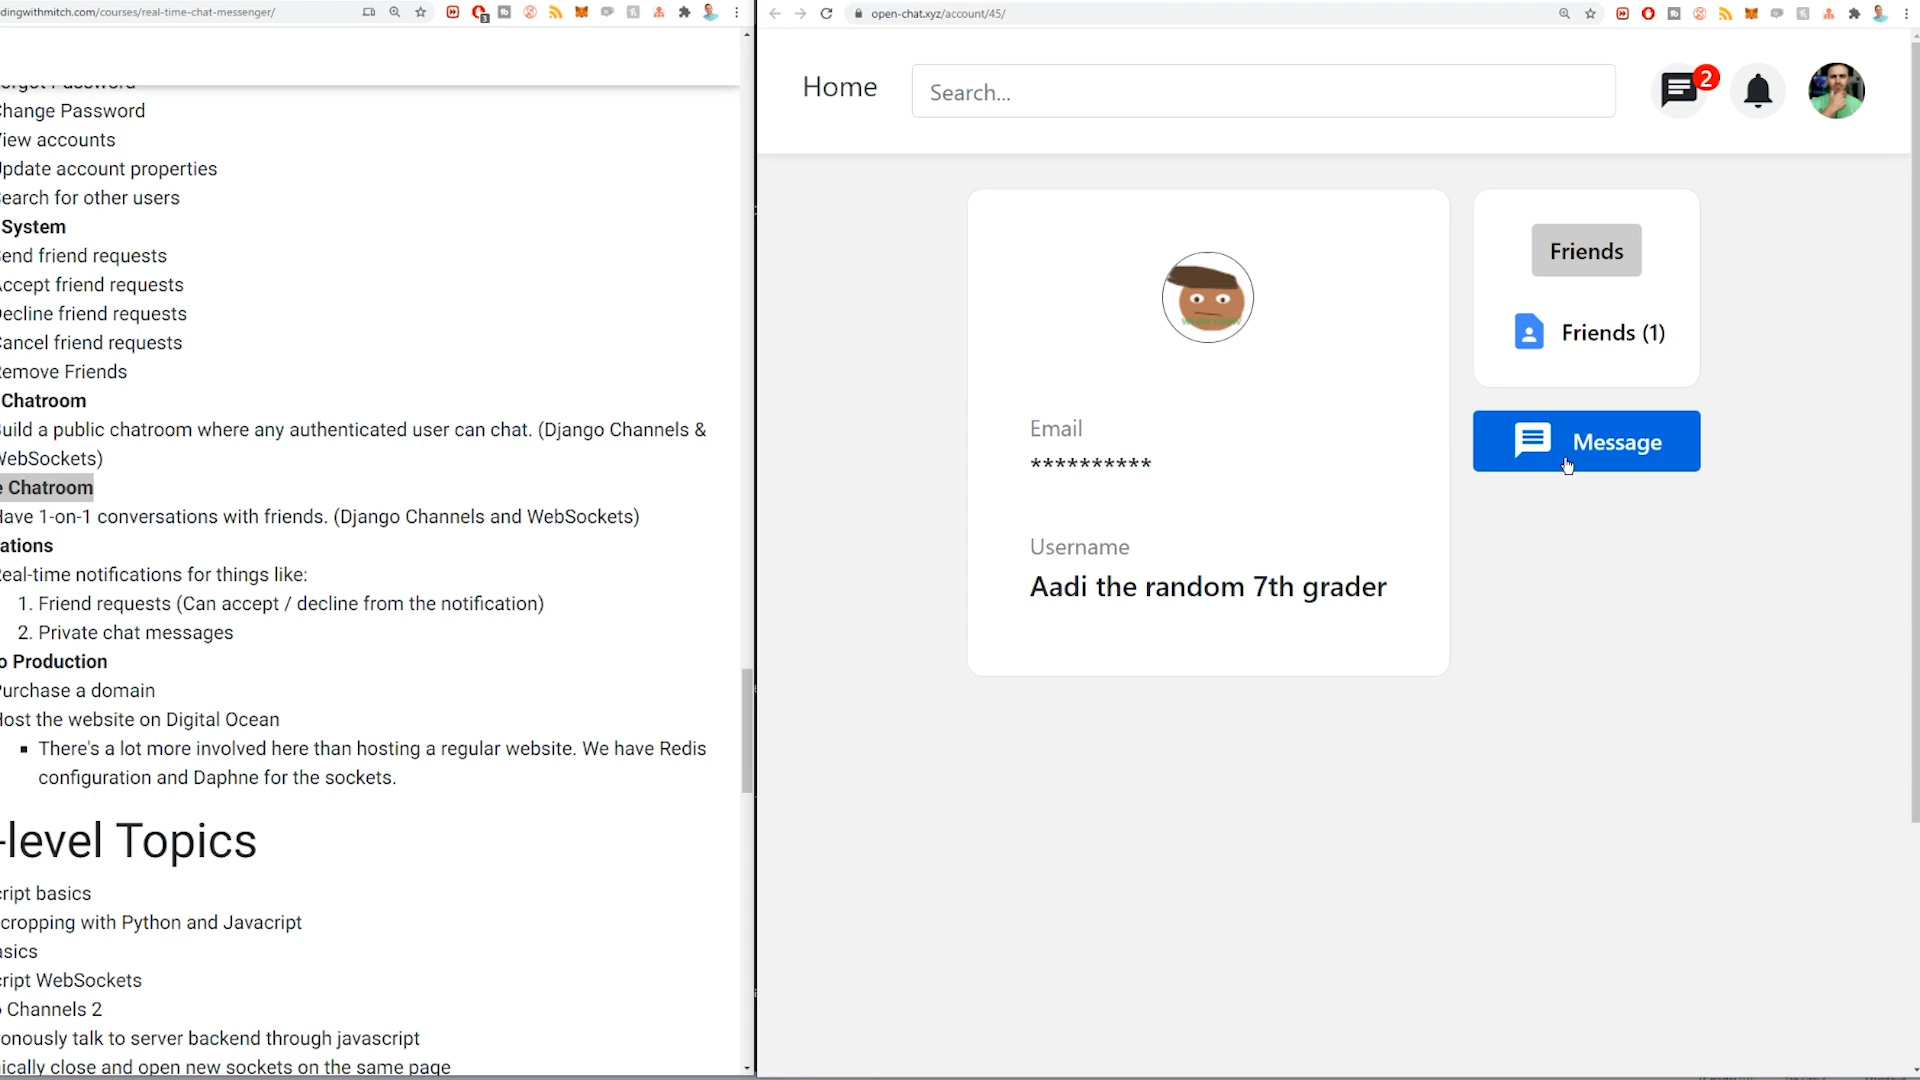 dingwithmitch.com/courses/real-time-chat-messenger/
Change Password
iew accounts
pdate account properties
earch for other users
System
end friend requests
ccept friend requests
ecline friend requests
ancel friend requests
emove Friends
Chatroom
uild a public chatroom where any authenticated user can chat. (Django Channels &
WebSockets)
e Chatroom
Have 1-on-1 conversations with friends. (Django Channels and WebSockets)
ations
eal-time notifications for things like:
1. Friend requests (Can accept / decline from the notification)
2. Private chat messages
o Production
urchase a domain
ost the website on Digital Ocean
There's a lot more involved here than hosting a regular website. We have Redis
configuration and Daphne for the sockets.
-level Topics
cript basics
cropping with Python and Javacript
asics
cript WebSockets
Channels 2
onously talk to server backend through javascript
ically close and open new sockets on the same page
open-chat.xyz/account/45/
Home
Search...
2
Friends
Friends (1)
Message
Email
**********
Username
Aadi the random 7th grader